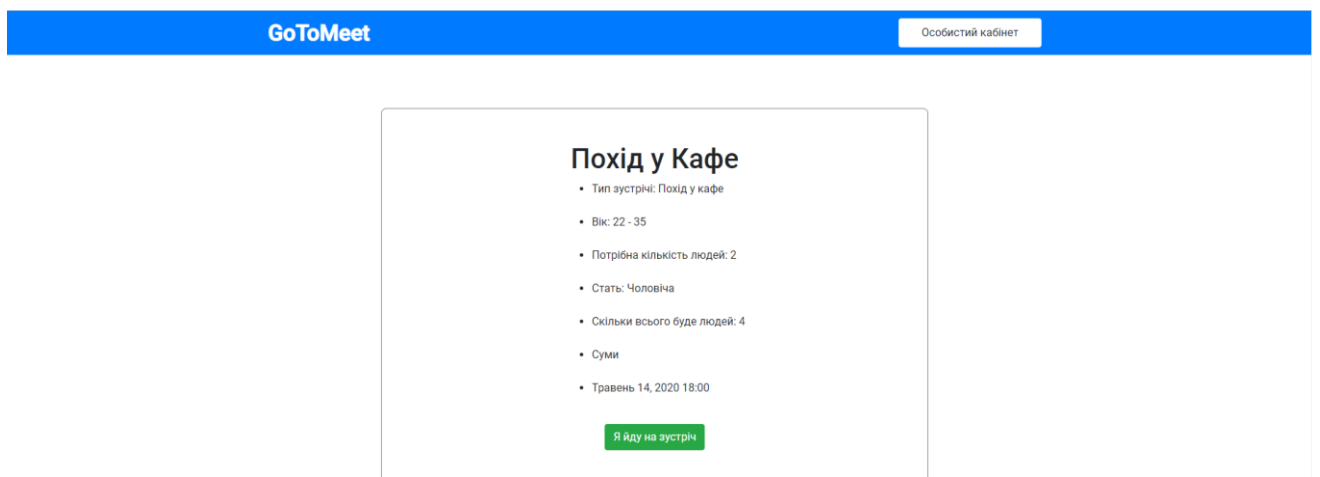 GoToMeet
Особистий кабінет
Похід у Кафе
Тип зустрічі: Похід у кафе
Вік: 22 - 35
Потрібна кількість людей: 2
Стать: Чоловіча
Скільки всього буде людей: 4
Суми
Травень 14, 2020 18:00
Я йду на зустріч